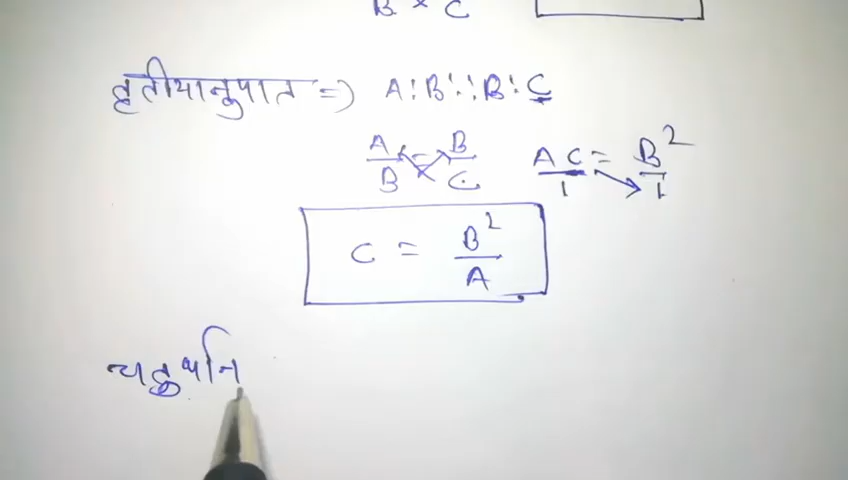 B × C
तृतीयानुपात => A:B::B:C
A/B = B/C AC/1 = B²/1
C = B²/A
चतुर्थान